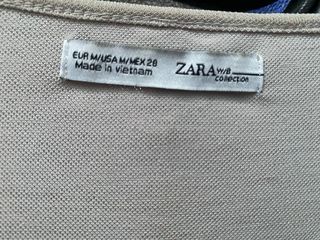 EUR M/USA M/MEX 28
Made in Vietnam
ZARA W/B
collection